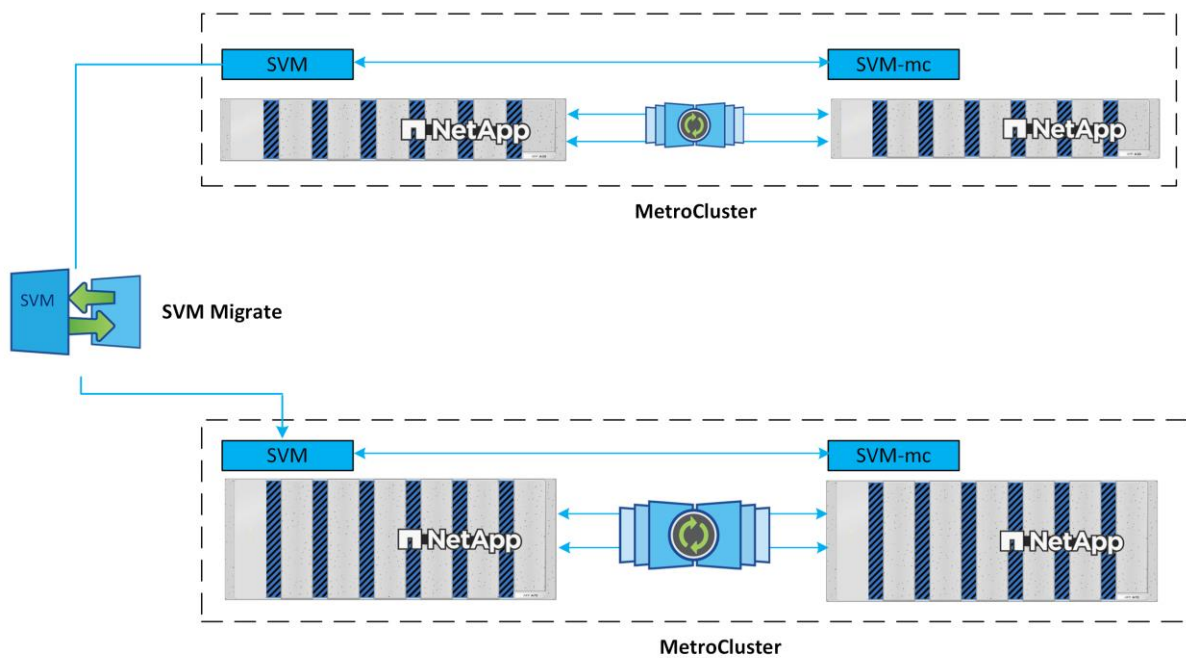 SVM
SVM-mc
NetApp
NetApp
MetroCluster
SVM
SVM Migrate
SVM
SVM-mc
NetApp
NetApp
MetroCluster